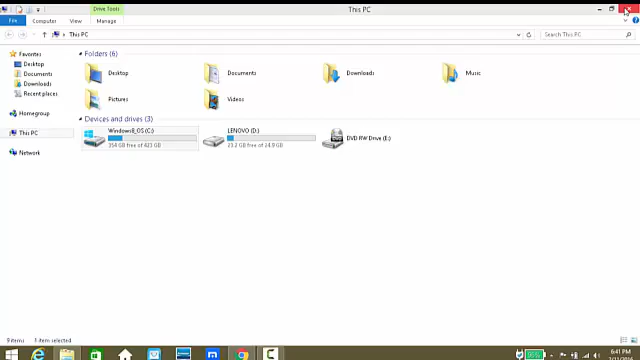 Drive Tools
This PC
File
Computer
View
Manage
This PC
Search This PC
Favorites
Desktop
Documents
Downloads
Recent places
Homegroup
This PC
Network
Folders (6)
Desktop
Documents
Downloads
Music
Pictures
Videos
Devices and drives (3)
Windows8_OS (C:)
354 GB free of 421 GB
LENOVO (D:)
23.2 GB free of 24.9 GB
DVD RW Drive (E:)
9 items
1 item selected
95%
6:41 PM